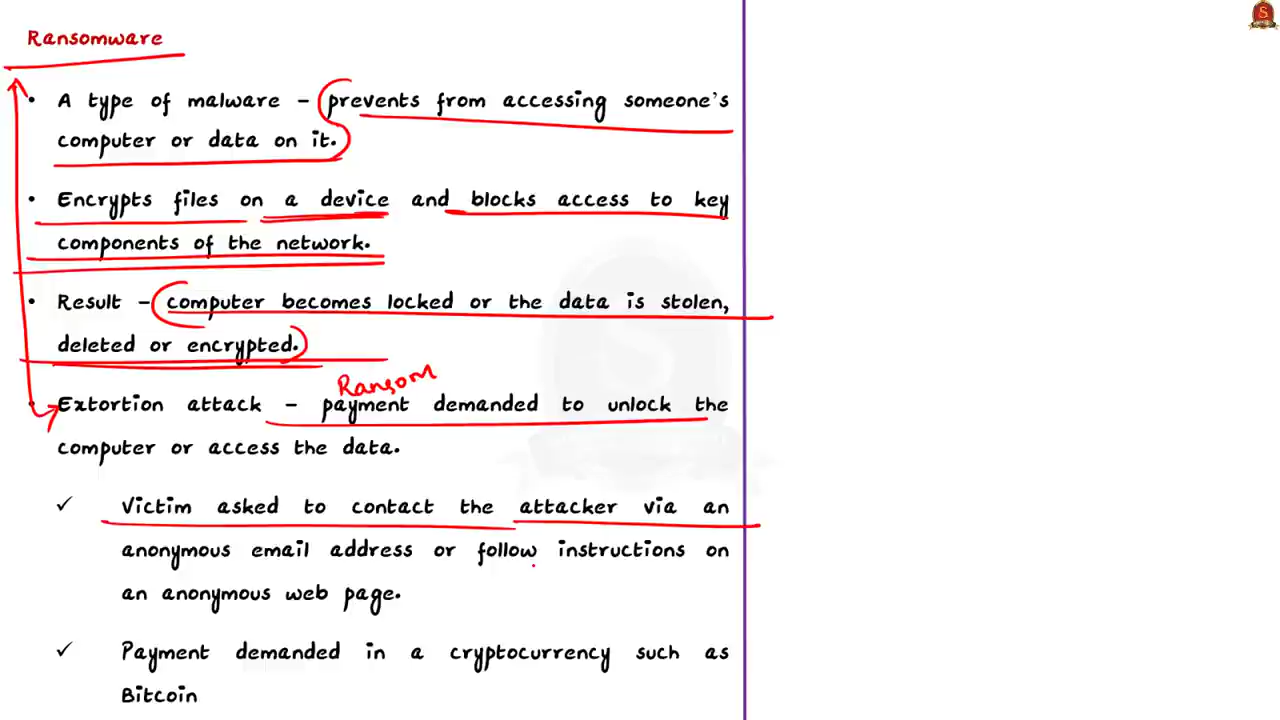 Ransomware
• A type of malware – prevents from accessing someone's
computer or data on it.
• Encrypts files on a device and blocks access to key
components of the network.
• Result – computer becomes locked or the data is stolen,
deleted or encrypted.
Ransom
• Extortion attack – payment demanded to unlock the
computer or access the data.
✓ Victim asked to contact the attacker via an
anonymous email address or follow instructions on
an anonymous web page.
✓ Payment demanded in a cryptocurrency such as
Bitcoin
S
S